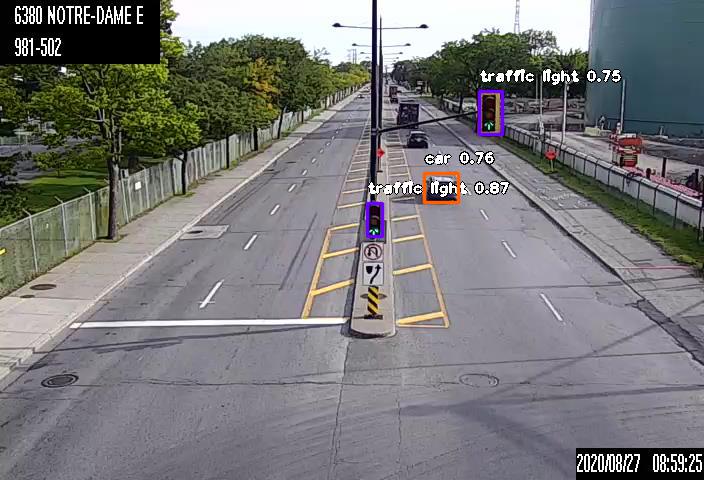 6380 NOTRE-DAME E
981-502
traffic light 0.75
car 0.76
traffic light 0.87
2020/08/27 08:59:25